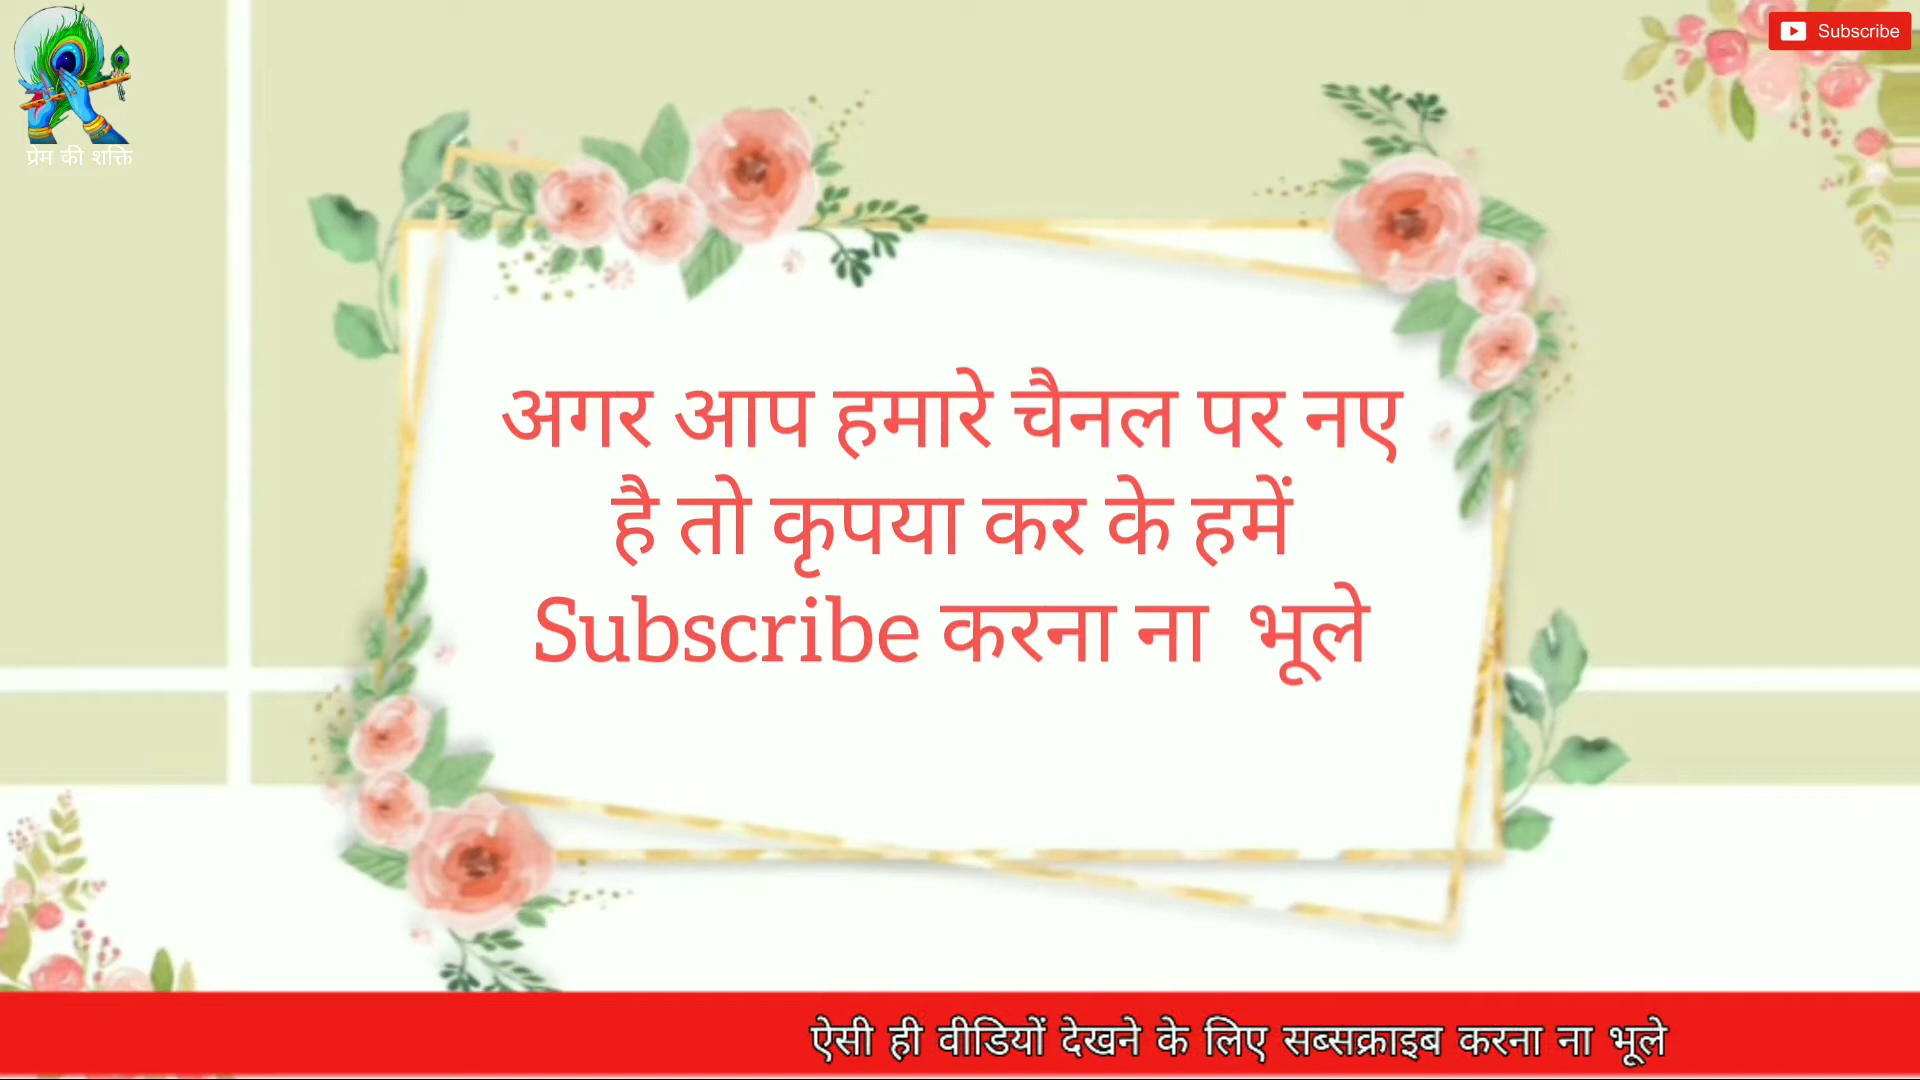 प्रेम की शक्ति
Subscribe
अगर आप हमारे चैनल पर नए
है तो कृपया कर के हमें
Subscribe करना ना भूले
ऐसी ही वीडियों देखने के लिए सब्सक्राइब करना ना भूले